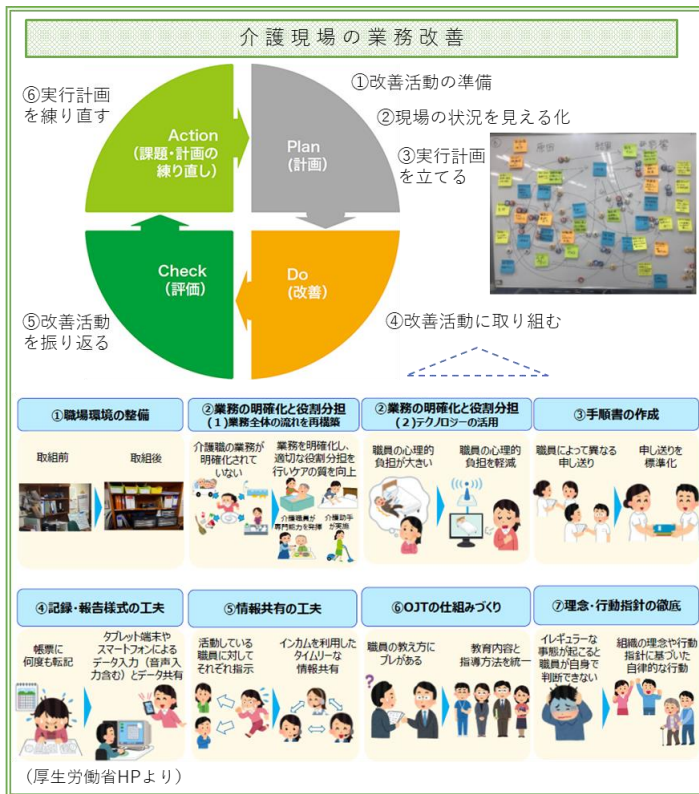 介護現場の業務改善
⑥実行計画
を練り直す
Action
(課題・計画の
練り直し)
Plan
(計画)
①改善活動の準備
②現場の状況を見える化
③実行計画
を立てる
Check
(評価)
Do
(改善)
⑤改善活動
を振り返る
④改善活動に取り組む
①職場環境の整備
取組前
取組後
②業務の明確化と役割分担
(1)業務全体の流れを再構築
介護職の業務が
明確化されて
いない
業務を明確化し、
適切な役割分担を
行いケアの質を向上
介護職員が
専門能力を発揮
介護助手
が実施
②業務の明確化と役割分担
(2)テクノロジーの活用
職員の心理的
負担が大きい
職員の心理的
負担を軽減
③手順書の作成
職員によって異なる
申し送り
申し送りを
標準化
④記録・報告様式の工夫
帳票に
何度も転記
タブレット端末や
スマートフォンによる
データ入力(音声入
力含む)とデータ共有
⑤情報共有の工夫
活動している
職員に対して
それぞれ指示
インカムを利用した
タイムリーな
情報共有
⑥OJTの仕組みづくり
職員の教え方に
ブレがある
教育内容と
指導方法を統一
⑦理念・行動指針の徹底
イレギュラーな
事態が起こると
職員が自身で
判断できない
組織の理念や行動
指針に基づいた
自律的な行動
(厚生労働省HPより)